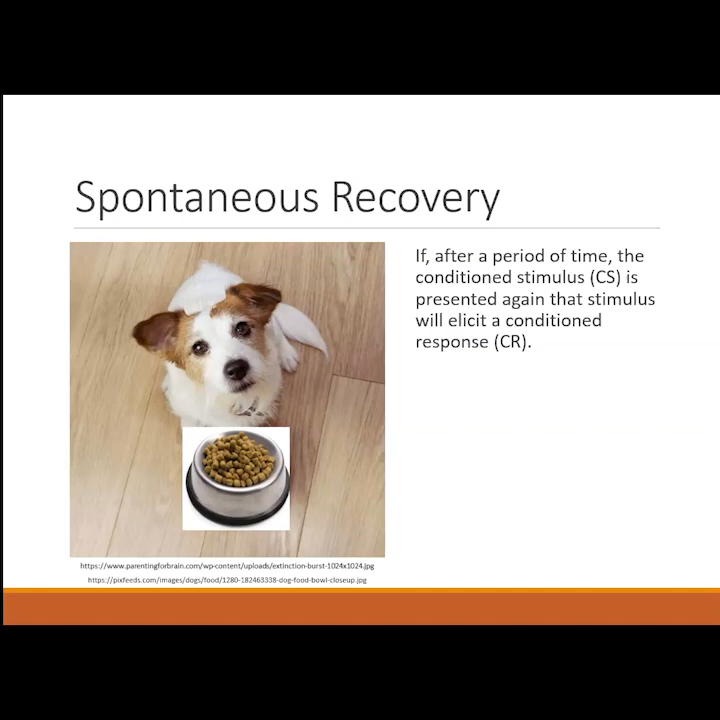 Spontaneous Recovery
If, after a period of time, the
conditioned stimulus (CS) is
presented again that stimulus
will elicit a conditioned
response (CR).
https://www.parentingforbrain.com/wp-content/uploads/extinction-burst-1024x1024.jpg
https://pixfeeds.com/images/dogs/food/1280-182463338-dog-food-bowl-closeup.jpg